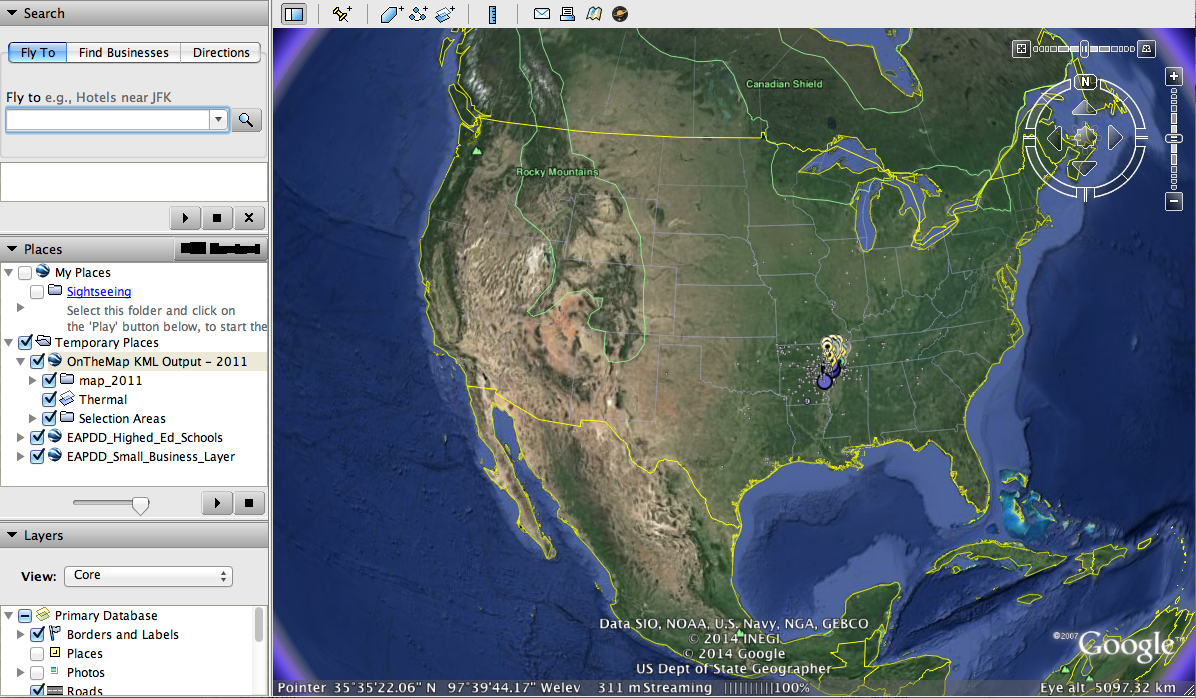 Search
Fly To
Find Businesses
Directions
Fly to e.g., Hotels near JFK
Places
My Places
Sightseeing
Select this folder and click on
the 'Play' button below, to start the
Temporary Places
OnTheMap KML Output - 2011
map_2011
Thermal
Selection Areas
EAPDD_Highed_Ed_Schools
EAPDD_Small_Business_Layer
Layers
View: Core
Primary Database
Borders and Labels
Places
Photos
Roads
Canadian Shield
Rocky Mountains
N
Data SIO, NOAA, U.S. Navy, NGA, GEBCO
© 2014 INEGI
© 2014 Google
US Dept of State Geographer
©2007 Google™
Pointer 35°35'22.06" N 97°39'44.17" W elev 311 m Streaming ||||||||||100% Eye alt 5097.32 km